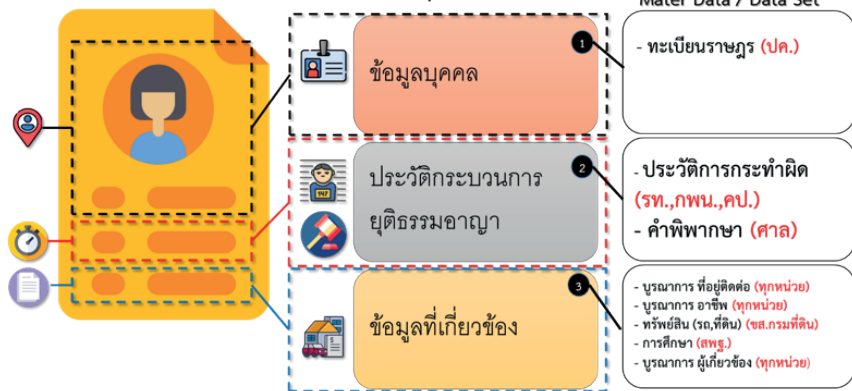 Mater Data / Data Set
1
ข้อมูลบุคคล
- ทะเบียนราษฎร (ปค.)
2
ประวัติกระบวนการ
ยุติธรรมอาญา
- ประวัติการกระทำผิด
(รท.,กพน.,คป.)
- คำพิพากษา (ศาล)
3
ข้อมูลที่เกี่ยวข้อง
- บูรณาการ ที่อยู่ติดต่อ (ทุกหน่วย)
- บูรณาการ อาชีพ (ทุกหน่วย)
- ทรัพย์สิน (รถ,ที่ดิน) (ขส.กรมที่ดิน)
- การศึกษา (สพฐ.)
- บูรณาการ ผู้เกี่ยวข้อง (ทุกหน่วย)